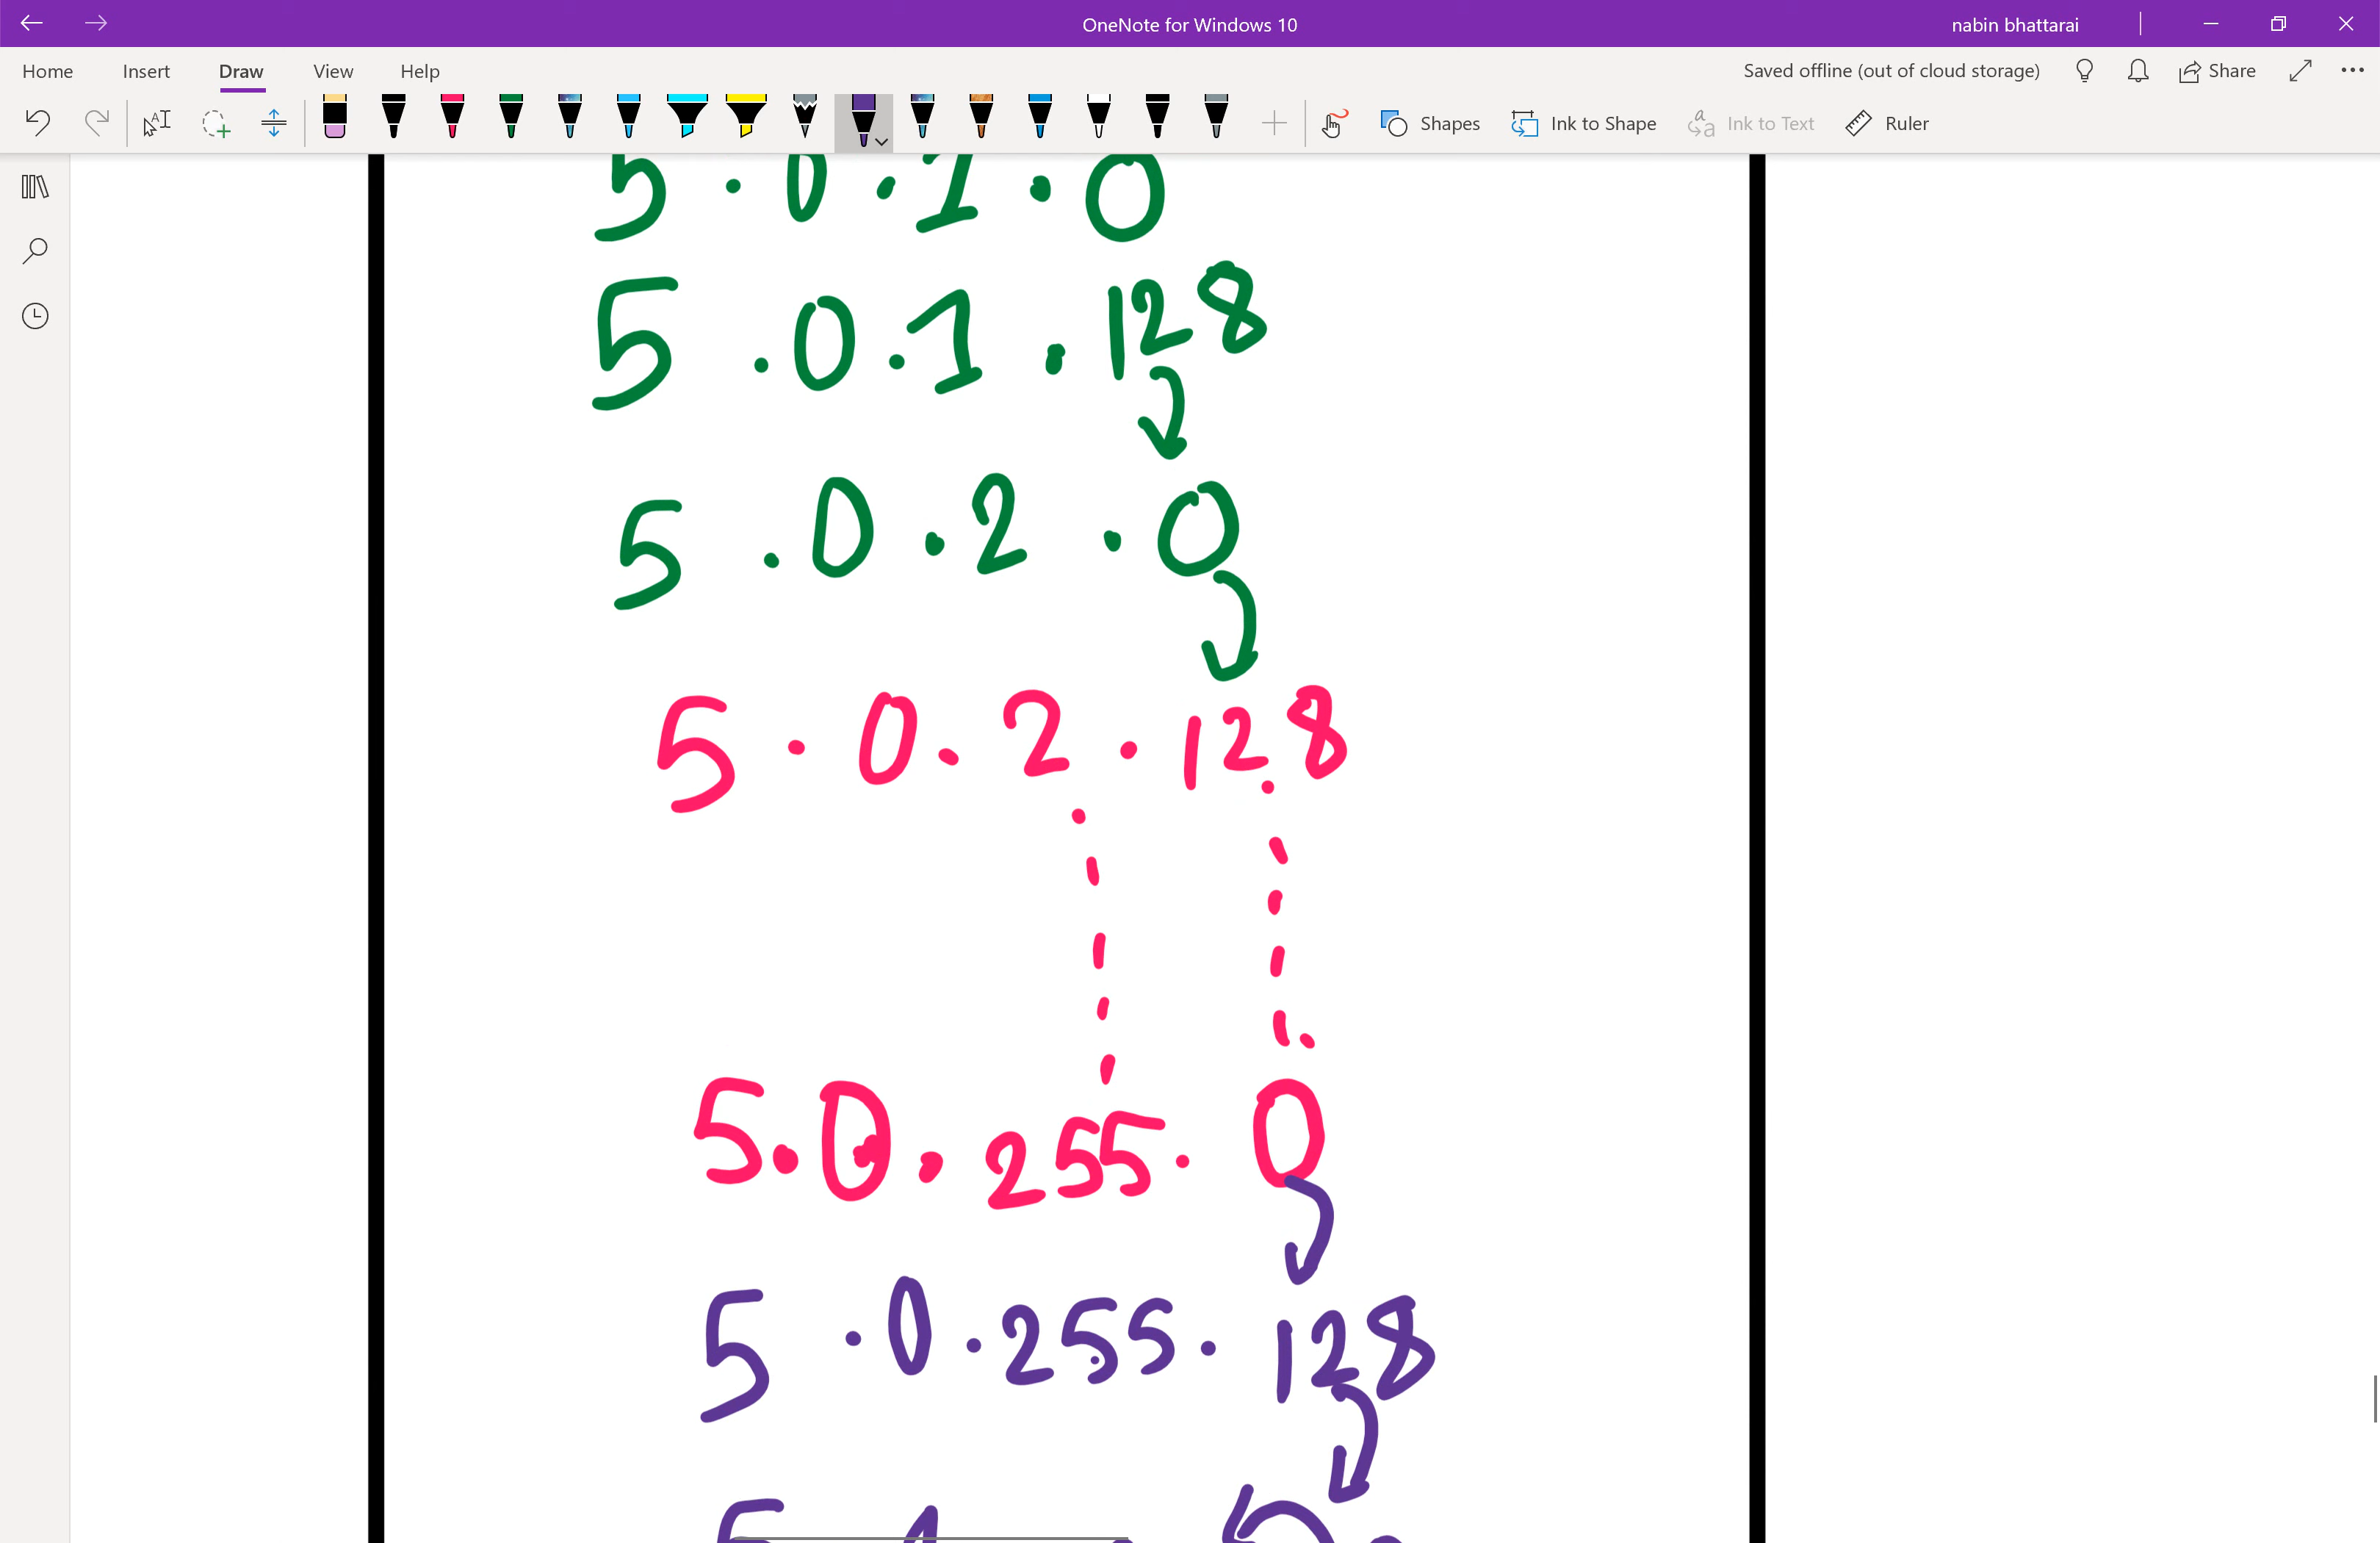 OneNote for Windows 10
nabin bhattarai
Home Insert Draw View Help
Saved offline (out of cloud storage)
Share
Shapes
Ink to Shape
Ink to Text
Ruler
5.0.1.0
5.0.1.128
5.0.2.0
5.0.2.128
5.0.255.0
5.0.255.128